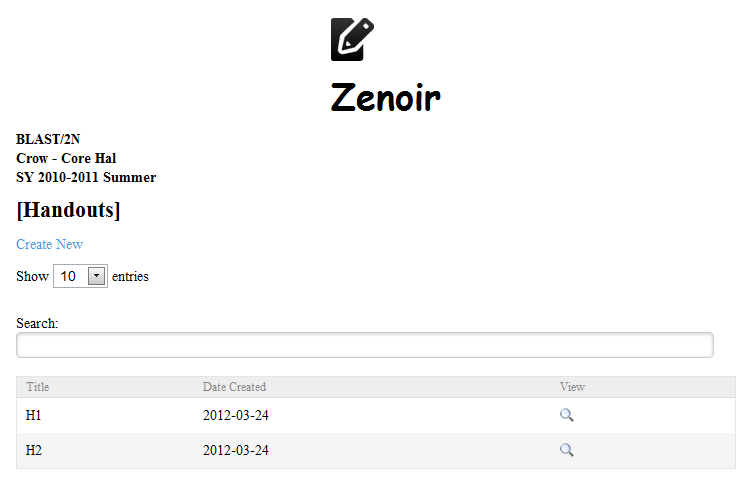 Zenoir
BLAST/2N
Crow - Core Hal
SY 2010-2011 Summer
[Handouts]
Create New
Show 10 entries
Search:
Title Date Created View
H1 2012-03-24
H2 2012-03-24